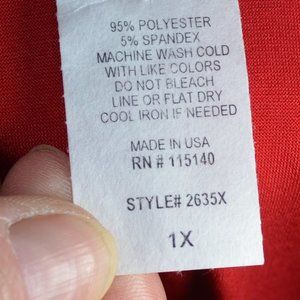 95% POLYESTER
5% SPANDEX
MACHINE WASH COLD
WITH LIKE COLORS
DO NOT BLEACH
LINE OR FLAT DRY
COOL IRON IF NEEDED
MADE IN USA
RN # 115140
STYLE# 2635X
1X